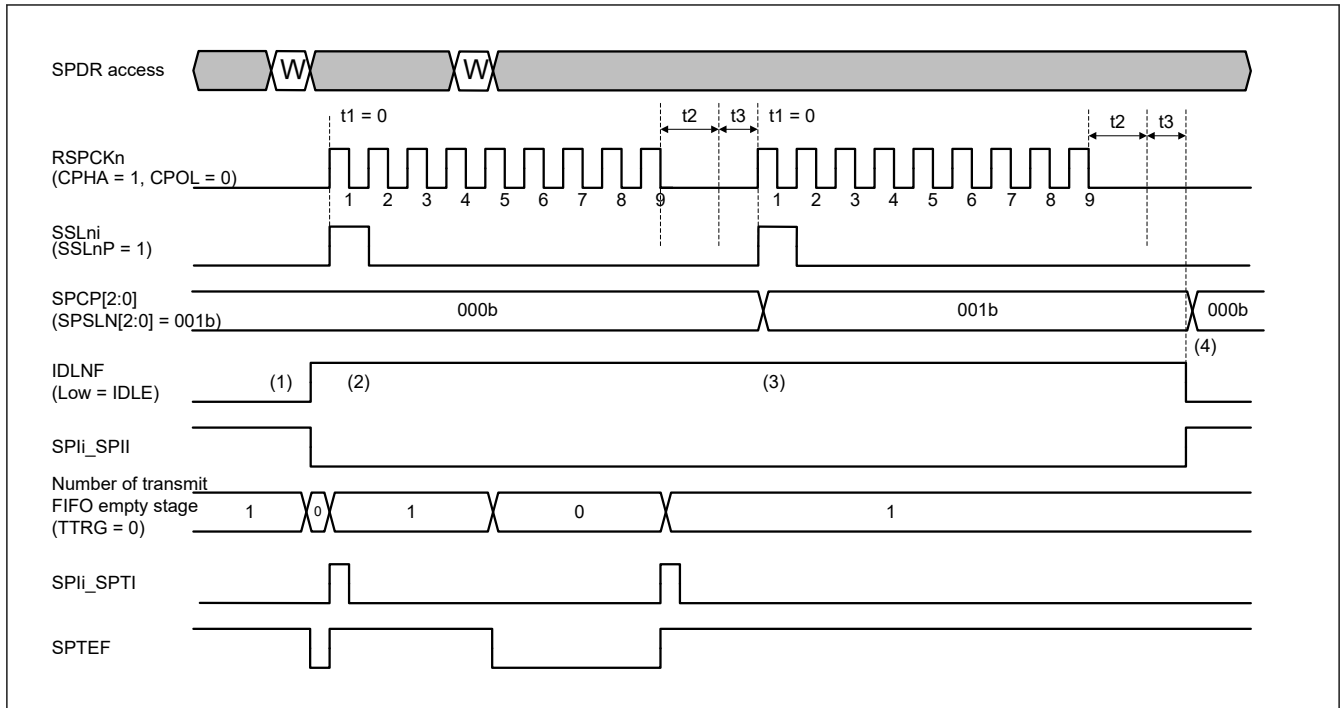 SPDR access
W
W
t1 = 0
t2
t3
t1 = 0
t2
t3
RSPCKn
(CPHA = 1, CPOL = 0)
1 2 3 4 5 6 7 8 9 1 2 3 4 5 6 7 8 9
SSLni
(SSLnP = 1)
SPCP[2:0]
(SPSLN[2:0] = 001b)
000b
001b
000b
(4)
IDLNF
(Low = IDLE)
(1)
(2)
(3)
SPIi_SPII
Number of transmit
FIFO empty stage
(TTRG = 0)
1
0
1
0
1
SPIi_SPTI
SPTEF